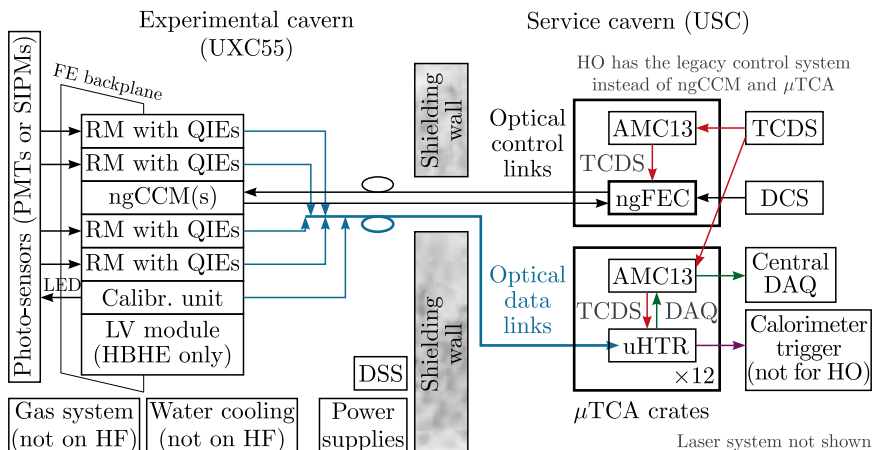 Experimental cavern
(UXC55)
Service cavern (USC)
HO has the legacy control system
instead of ngCCM and μTCA
Photo-sensors (PMTs or SIPMs)
FE backplane
RM with QIEs
RM with QIEs
ngCCM(s)
RM with QIEs
RM with QIEs
LED
Calibr. unit
LV module
(HBHE only)
Shielding
wall
Shielding
wall
Optical
control
links
Optical
data
links
AMC13
TCDS
TCDS
ngFEC
DCS
AMC13
Central
DAQ
TCDS
DAQ
uHTR
Calorimeter
trigger
(not for HO)
×12
μTCA crates
DSS
Gas system
(not on HF)
Water cooling
(not on HF)
Power
supplies
Laser system not shown